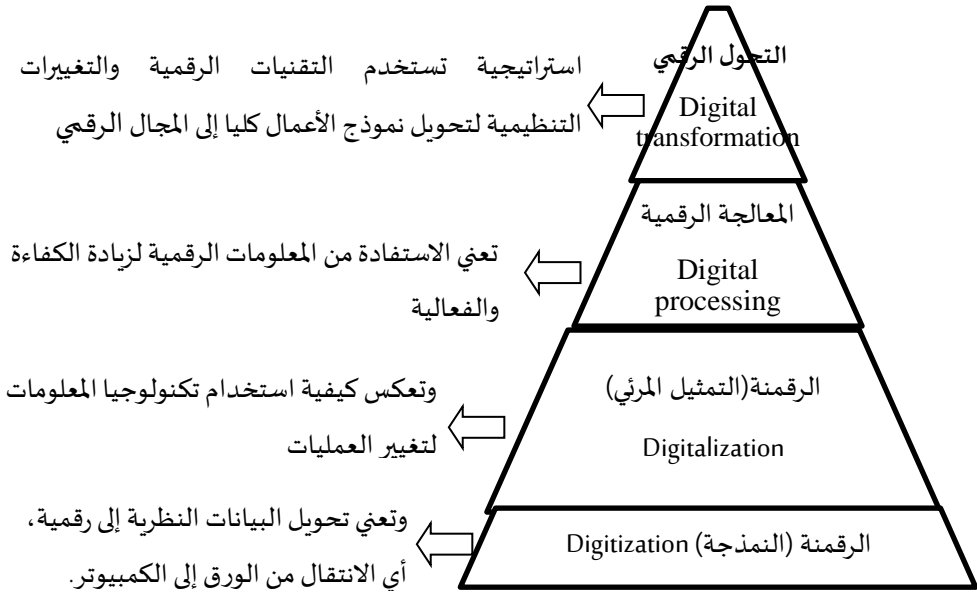 التحول الرقمي
Digital
transformation
استراتيجية تستخدم التقنيات الرقمية والتغييرات
التنظيمية لتحويل نموذج الأعمال كليا إلى المجال الرقمي
المعالجة الرقمية
Digital
processing
تعني الاستفادة من المعلومات الرقمية لزيادة الكفاءة
والفعالية
الرقمنة(التمثيل المرئي)
Digitalization
وتعكس كيفية استخدام تكنولوجيا المعلومات
لتغيير العمليات
الرقمنة (النمذجة) Digitization
وتعني تحويل البيانات النظرية إلى رقمية،
أي الانتقال من الورق إلى الكمبيوتر.